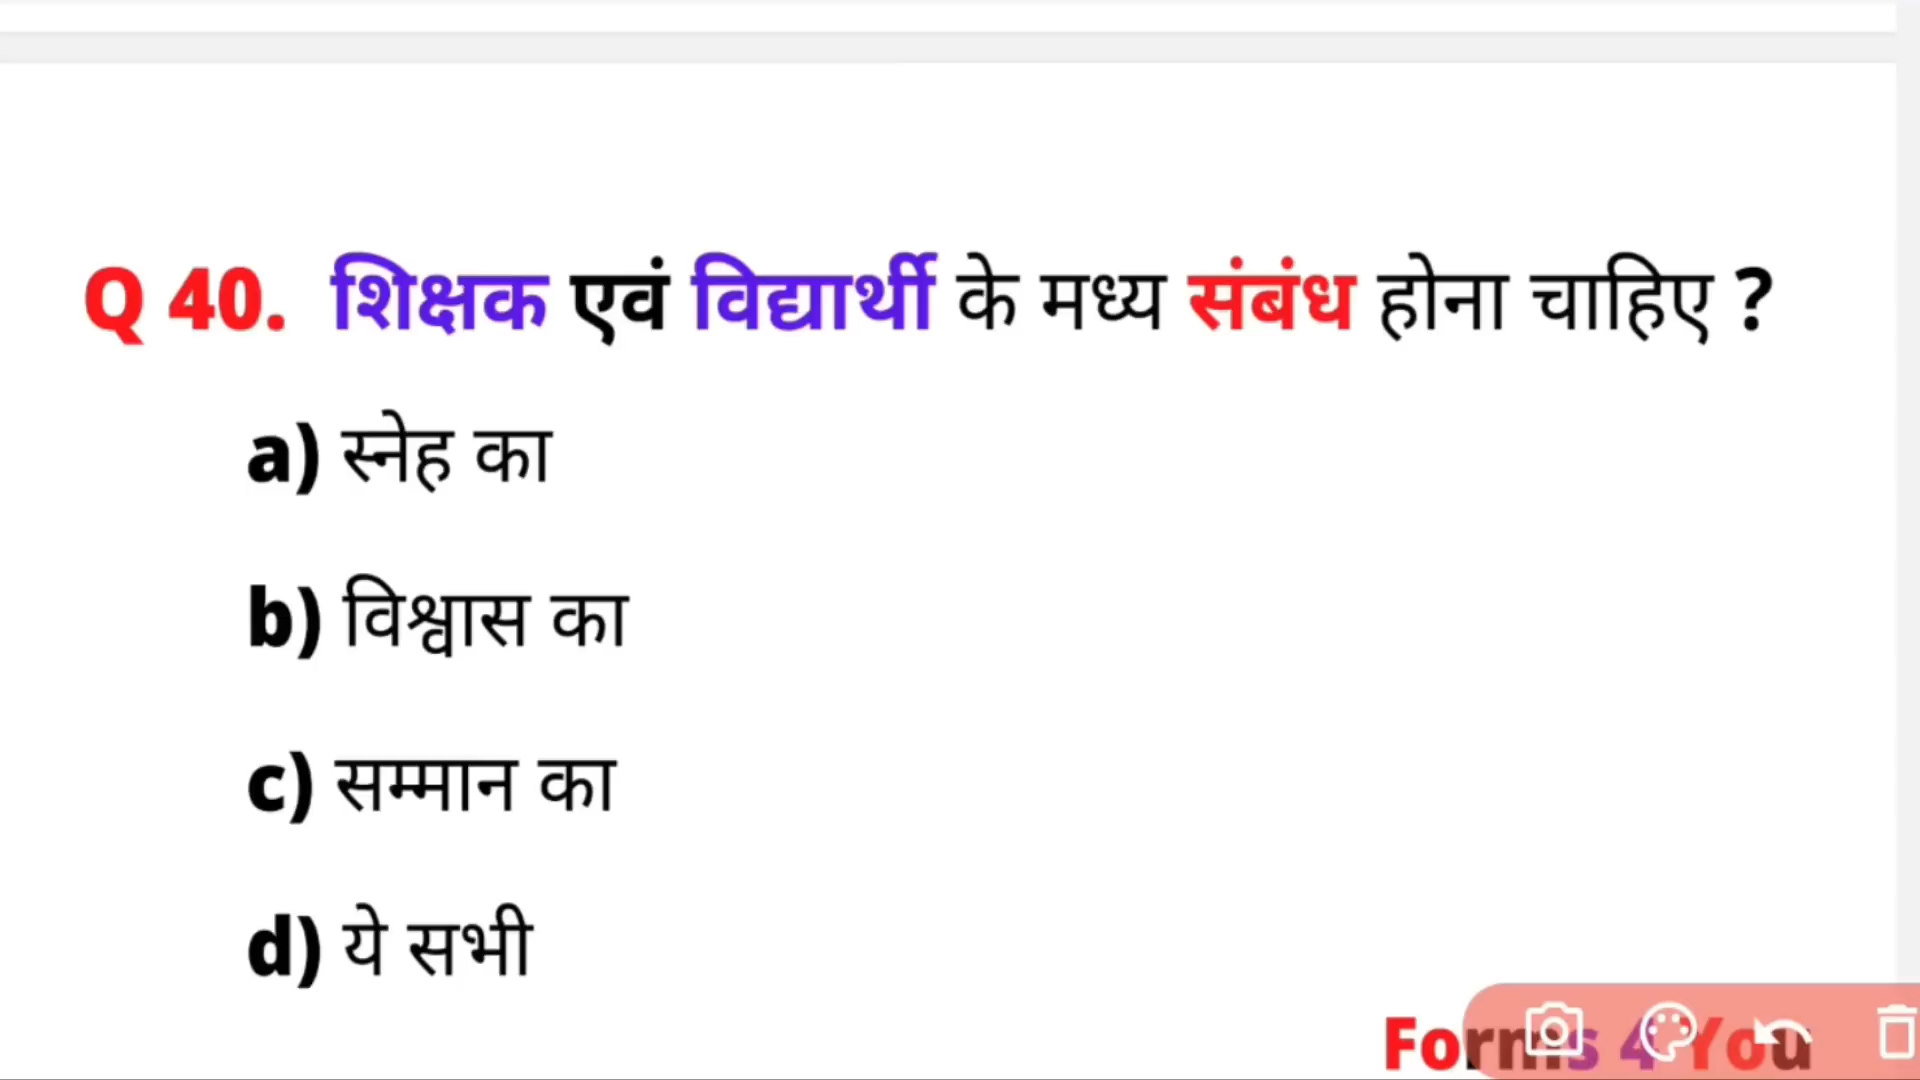 Q 40. शिक्षक एवं विद्यार्थी के मध्य संबंध होना चाहिए ?
a) स्नेह का
b) विश्वास का
c) सम्मान का
d) ये सभी
Forms 4 You